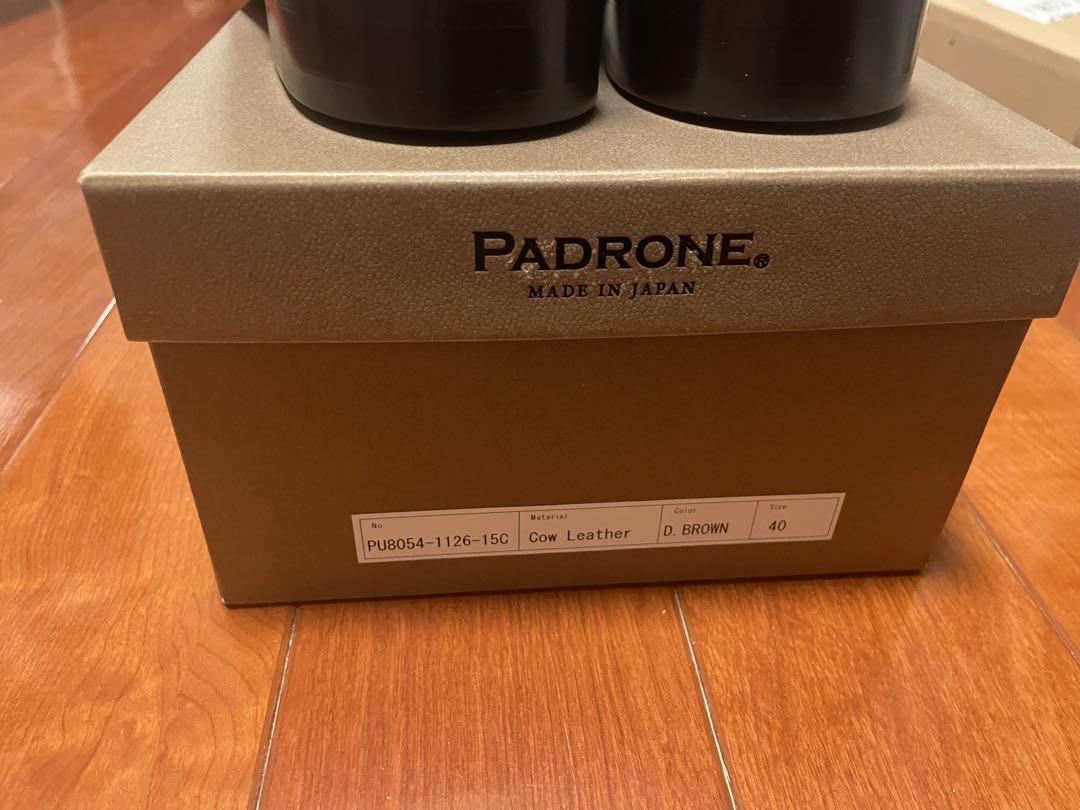 PADRONE®
MADE IN JAPAN
No Material Color Size
PU8054-1126-15C Cow Leather D. BROWN 40